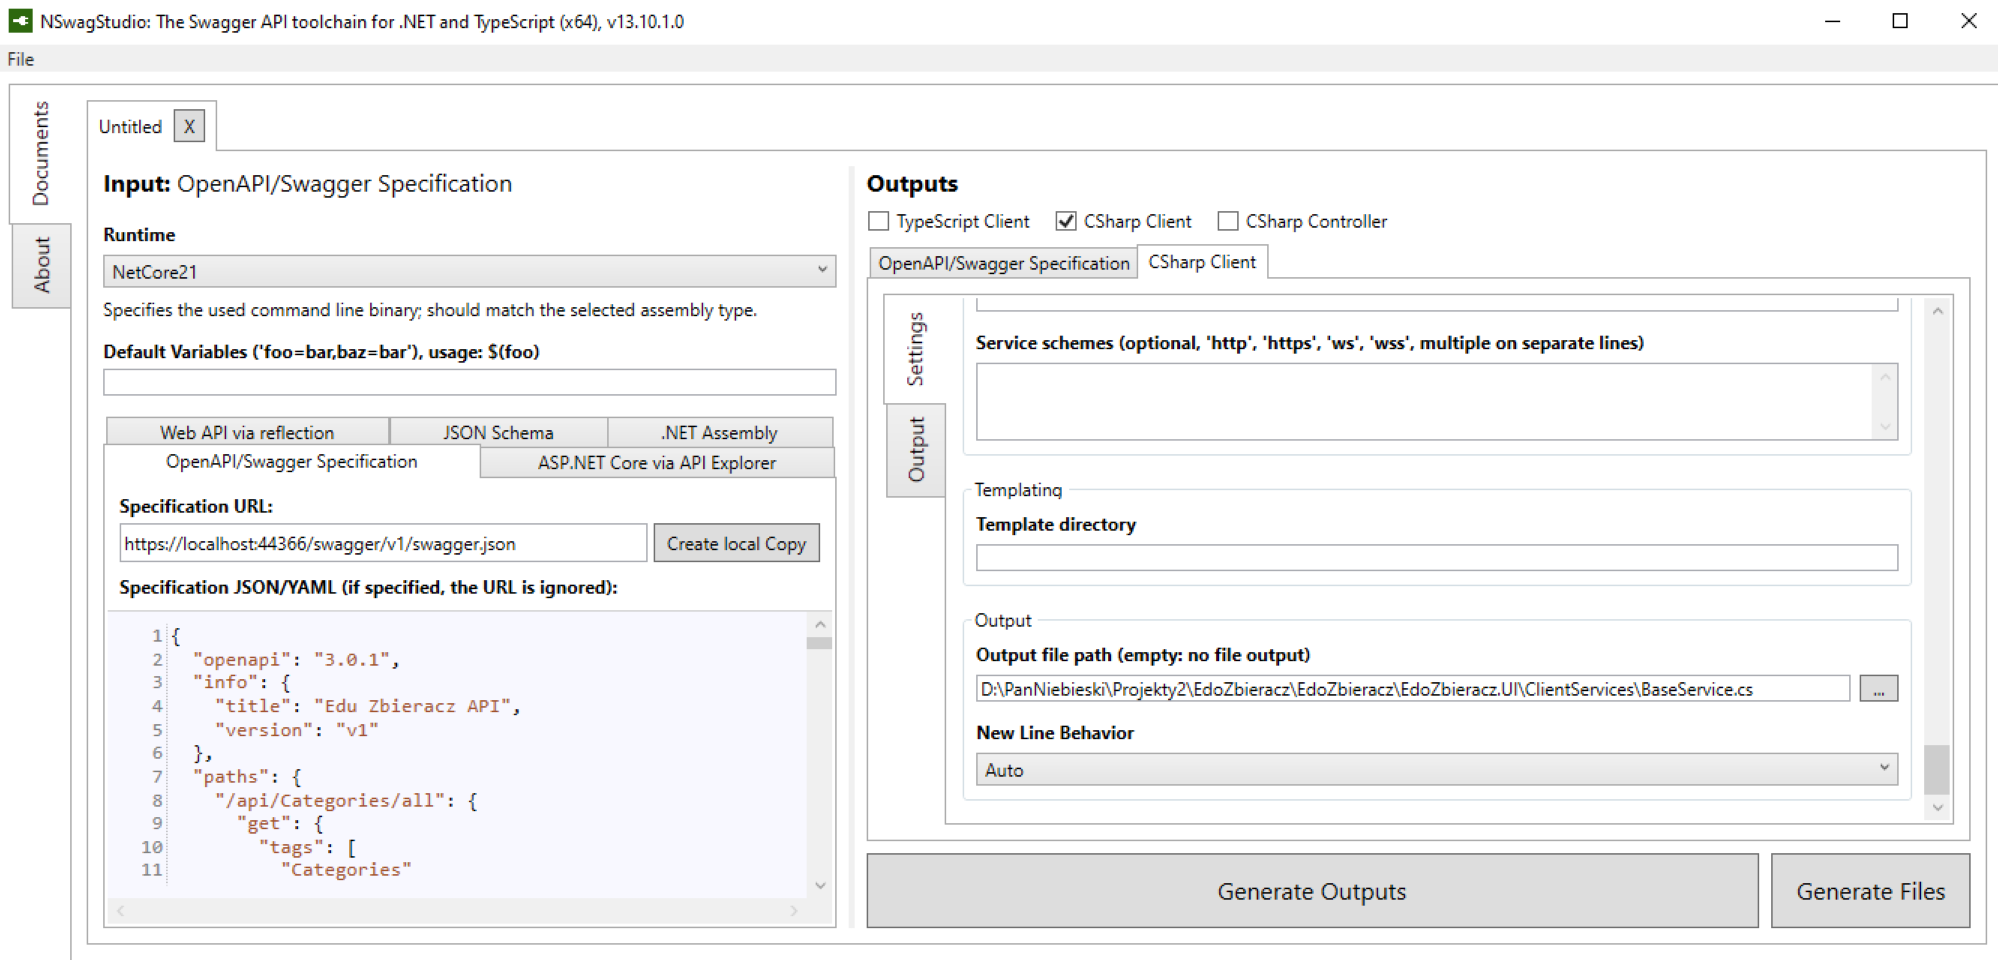 NSwagStudio: The Swagger API toolchain for .NET and TypeScript (x64), v13.10.1.0
File
Documents
About
Untitled X
Input: OpenAPI/Swagger Specification
Runtime
NetCore21
Specifies the used command line binary; should match the selected assembly type.
Default Variables ('foo=bar,baz=bar'), usage: $(foo)
Web API via reflection JSON Schema .NET Assembly
OpenAPI/Swagger Specification ASP.NET Core via API Explorer
Specification URL:
https://localhost:44366/swagger/v1/swagger.json Create local Copy
Specification JSON/YAML (if specified, the URL is ignored):
1 {
2 "openapi": "3.0.1",
3 "info": {
4 "title": "Edu Zbieracz API",
5 "version": "v1"
6 },
7 "paths": {
8 "/api/Categories/all": {
9 "get": {
10 "tags": [
11 "Categories"
Outputs
TypeScript Client CSharp Client CSharp Controller
OpenAPI/Swagger Specification CSharp Client
Settings
Output
Service schemes (optional, 'http', 'https', 'ws', 'wss', multiple on separate lines)
Templating
Template directory
Output
Output file path (empty: no file output)
D:\PanNiebieski\Projekty2\EdoZbieracz\EdoZbieracz\EdoZbieracz.UI\ClientServices\BaseService.cs ...
New Line Behavior
Auto
Generate Outputs Generate Files